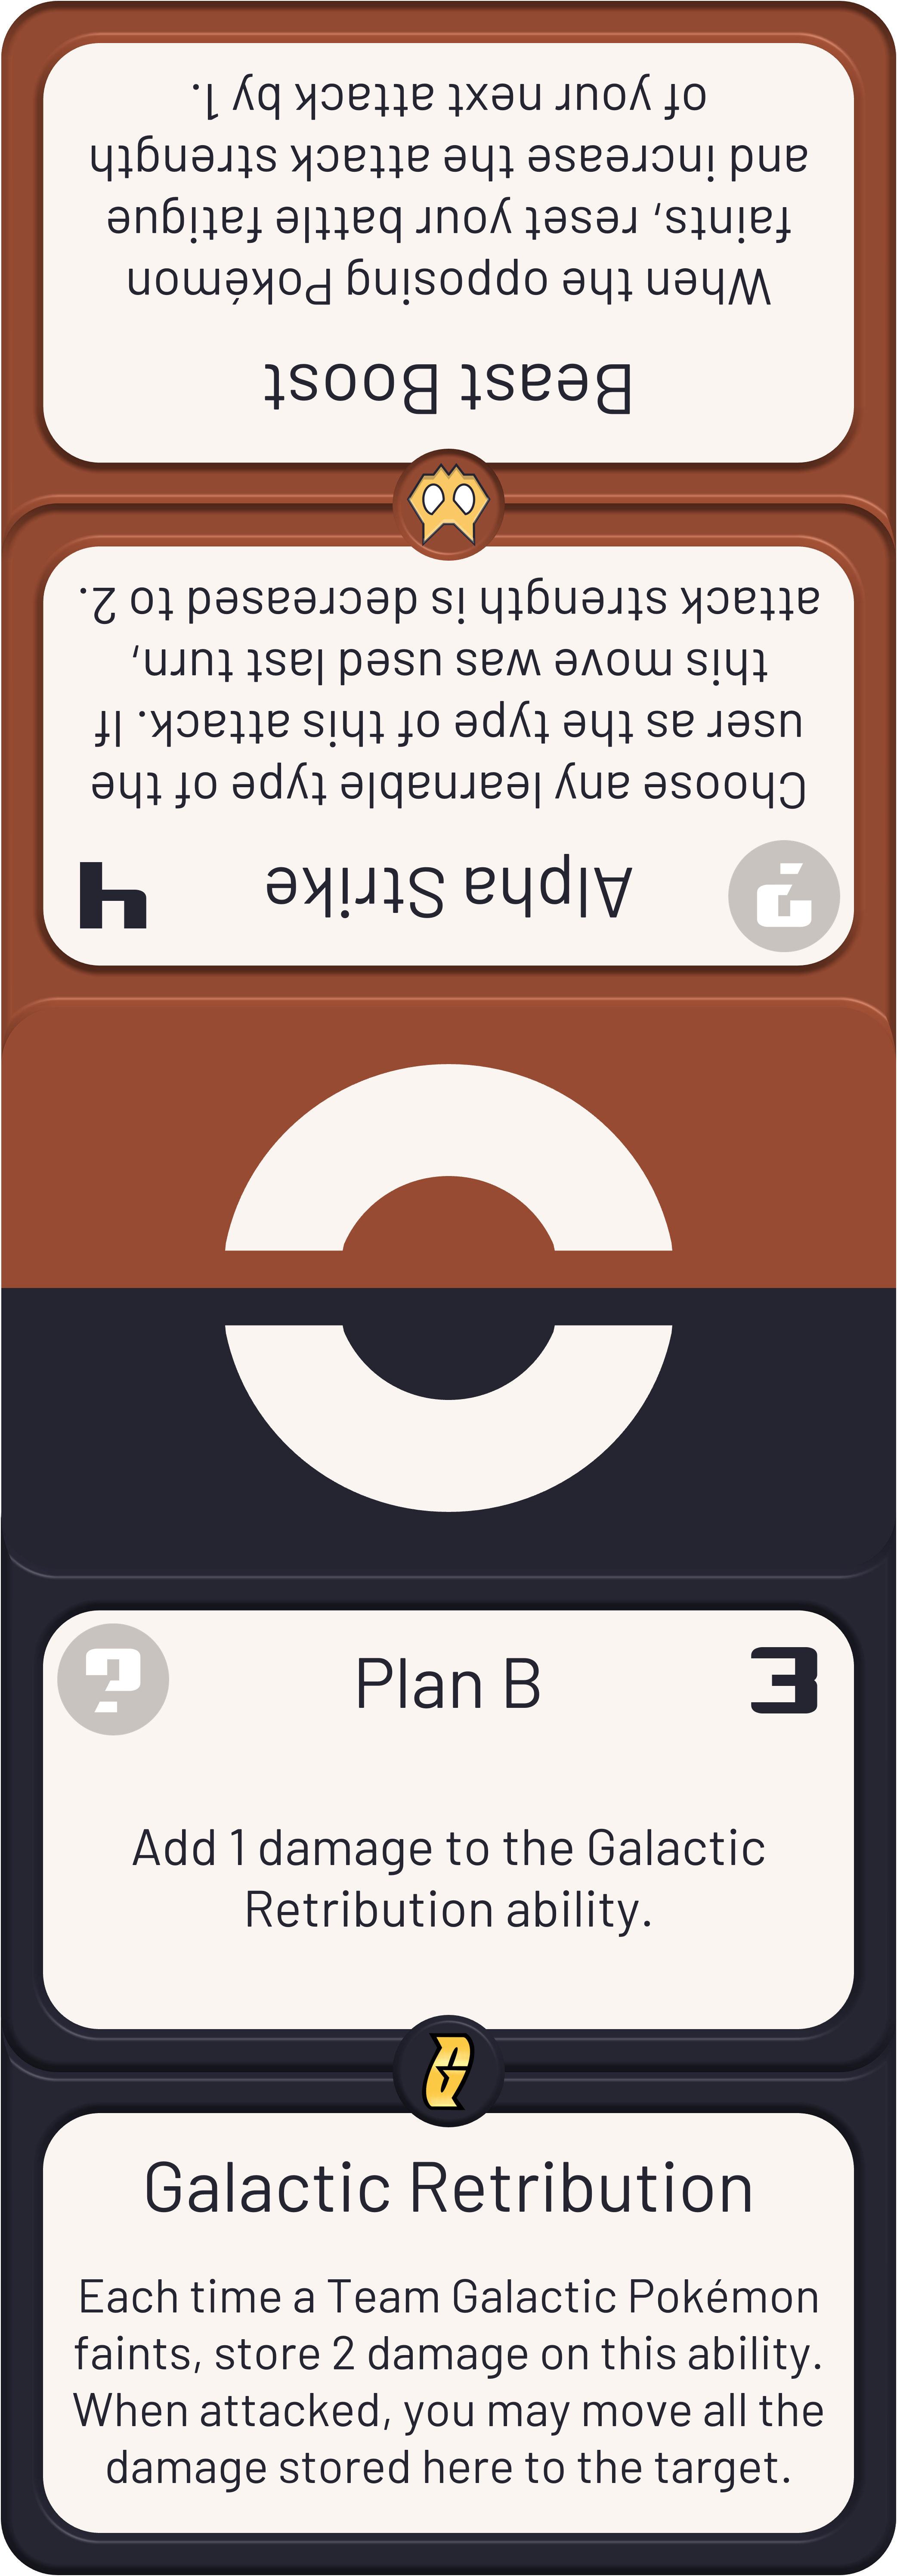 Beast Boost
When the opposing Pokémon
faints, reset your battle fatigue
and increase the attack strength
of your next attack by 1.
?
Alpha Strike
4
Choose any learnable type of the
user as the type of this attack. If
this move was used last turn,
attack strength is decreased to 2.
?
Plan B
3
Add 1 damage to the Galactic
Retribution ability.
Galactic Retribution
Each time a Team Galactic Pokémon
faints, store 2 damage on this ability.
When attacked, you may move all the
damage stored here to the target.